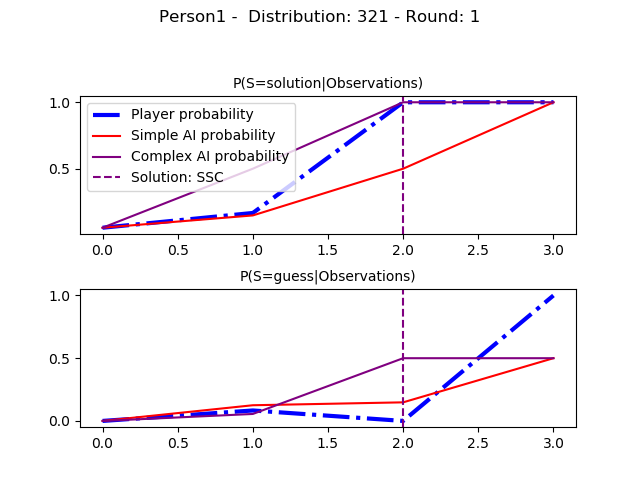 Person1 -  Distribution: 321 - Round: 1
P(S=solution|Observations)
1.0
0.5
Player probability
Simple AI probability
Complex AI probability
Solution: SSC
0.0 0.5 1.0 1.5 2.0 2.5 3.0
P(S=guess|Observations)
1.0
0.5
0.0
0.0 0.5 1.0 1.5 2.0 2.5 3.0